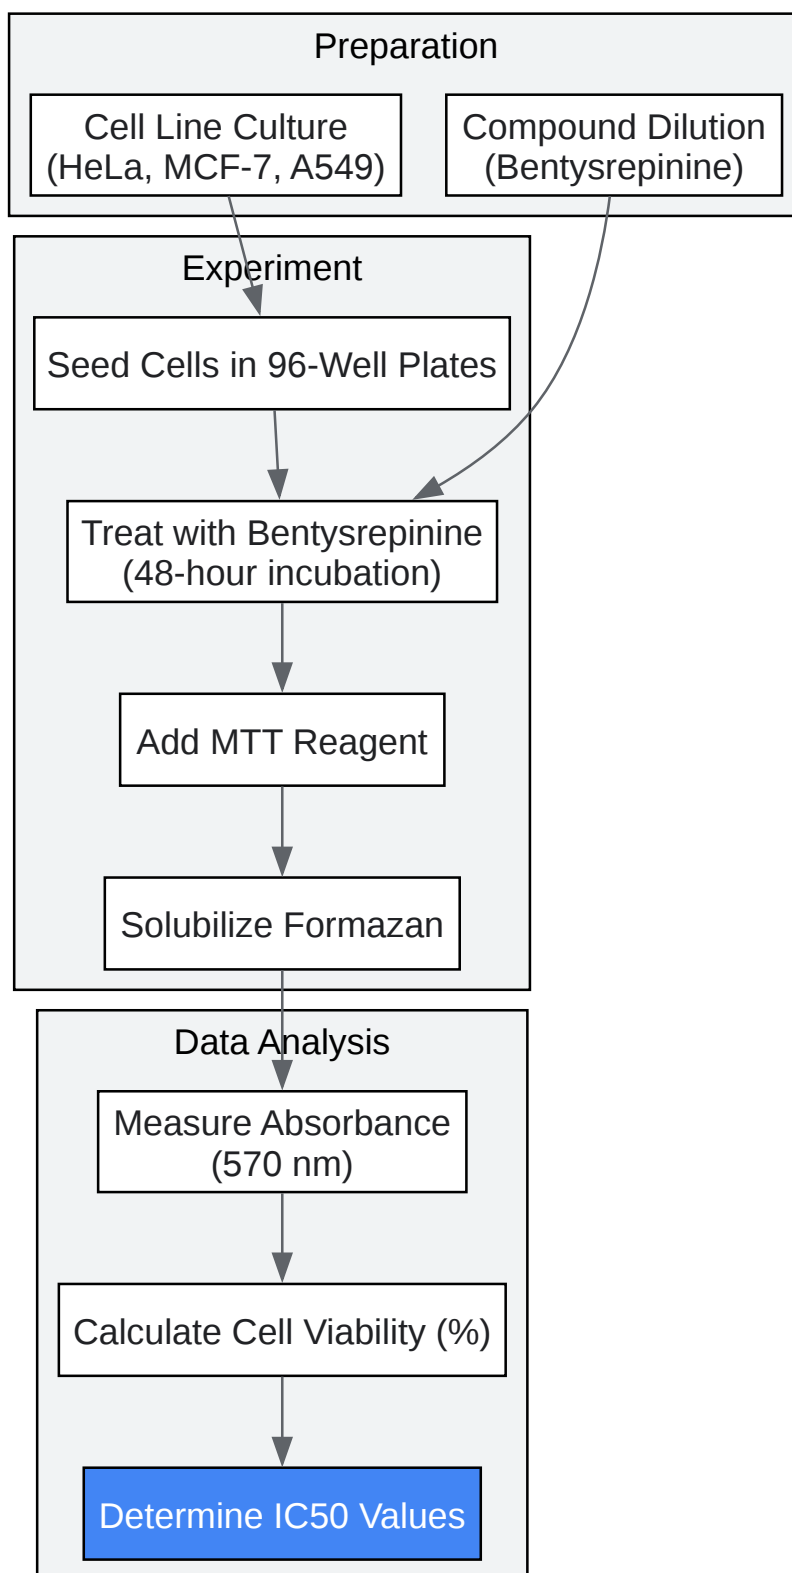 Preparation
Cell Line Culture
(HeLa, MCF-7, A549)
Compound Dilution
(Bentysrepinine)
Experiment
Seed Cells in 96-Well Plates
Treat with Bentysrepinine
(48-hour incubation)
Add MTT Reagent
Solubilize Formazan
Data Analysis
Measure Absorbance
(570 nm)
Calculate Cell Viability (%)
Determine IC50 Values